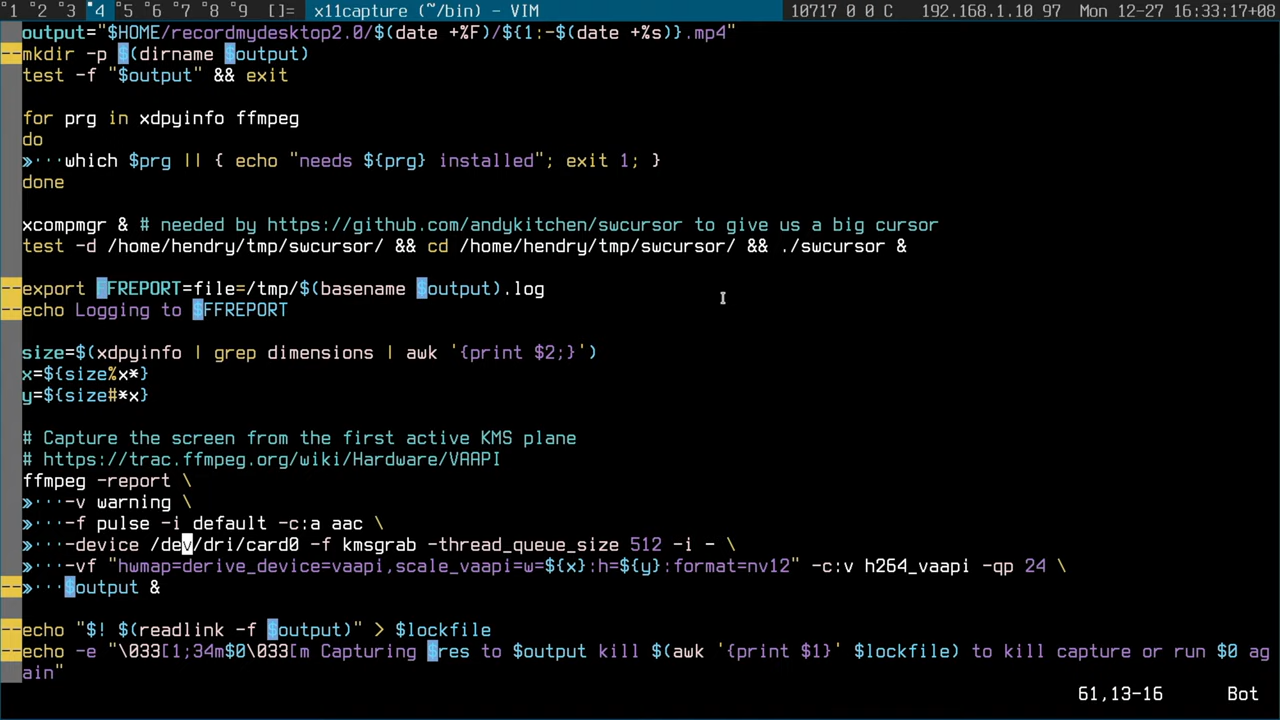 1 2 3 4 5 6 7 8 9 []= x11capture (~/bin) - VIM 10717 0 0 C 192.168.1.10 97 Mon 12-27 16:33:17+08
output="$HOME/recordmydesktop2.0/$(date +%F)/${1:-$(date +%s)}.mp4"
--mkdir -p $(dirname $output)
test -f "$output" && exit
for prg in xdpyinfo ffmpeg
do
»···which $prg || { echo "needs ${prg} installed"; exit 1; }
done
xcompmgr & # needed by https://github.com/andykitchen/swcursor to give us a big cursor
test -d /home/hendry/tmp/swcursor/ && cd /home/hendry/tmp/swcursor/ && ./swcursor &
--export FFREPORT=file=/tmp/$(basename $output).log
--echo Logging to $FFREPORT
size=$(xdpyinfo | grep dimensions | awk '{print $2;}')
x=${size%x*}
y=${size#*x}
# Capture the screen from the first active KMS plane
# https://trac.ffmpeg.org/wiki/Hardware/VAAPI
ffmpeg -report \
»···-v warning \
»···-f pulse -i default -c:a aac \
»···-device /dev/dri/card0 -f kmsgrab -thread_queue_size 512 -i - \
»···-vf "hwmap=derive_device=vaapi,scale_vaapi=w=${x}:h=${y}:format=nv12" -c:v h264_vaapi -qp 24 \
--»···$output &
--echo "$! $(readlink -f $output)" > $lockfile
--echo -e "\033[1;34m$0\033[m Capturing $res to $output kill $(awk '{print $1}' $lockfile) to kill capture or run $0 ag
ain"
61,13-16 Bot